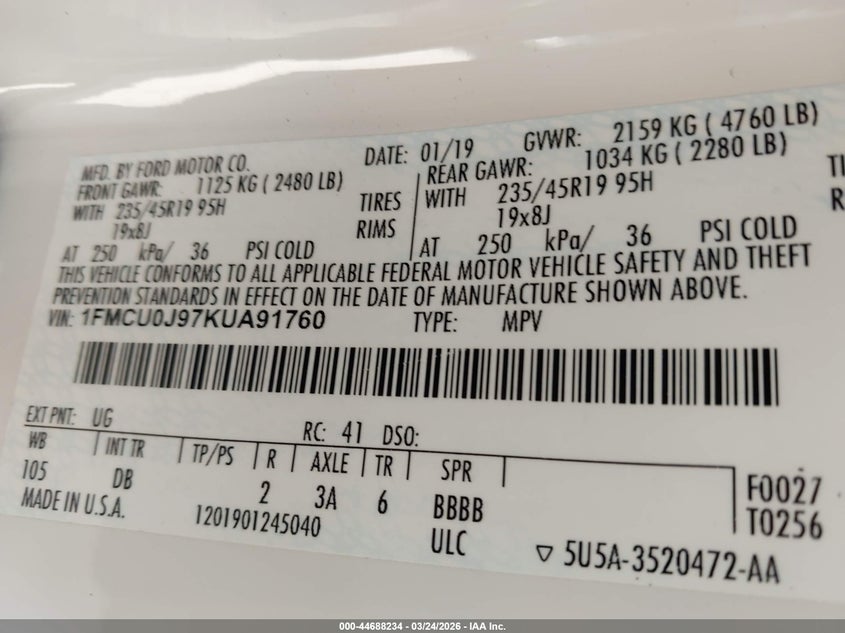 MFD. BY FORD MOTOR CO. DATE: 01/19 GVWR: 2159 KG ( 4760 LB)
FRONT GAWR: 1125 KG ( 2480 LB) REAR GAWR: 1034 KG ( 2280 LB)
WITH 235/45R19 95H TIRES WITH 235/45R19 95H TI
19x8J RIMS 19x8J R
AT 250 kPa/ 36 PSI COLD AT 250 kPa/ 36 PSI COLD
THIS VEHICLE CONFORMS TO ALL APPLICABLE FEDERAL MOTOR VEHICLE SAFETY AND THEFT
PREVENTION STANDARDS IN EFFECT ON THE DATE OF MANUFACTURE SHOWN ABOVE.
VIN: 1FMCU0J97KUA91760 TYPE: MPV
EXT PNT: UG RC: 41 DSO:
WB INT TR TP/PS R AXLE TR SPR
105 DB 2 3A 6 BBBB F0027
MADE IN U.S.A. 1201901245040 ULC T0256
5U5A-3520472-AA
000-44688234 - 03/24/2026 - IAA Inc.